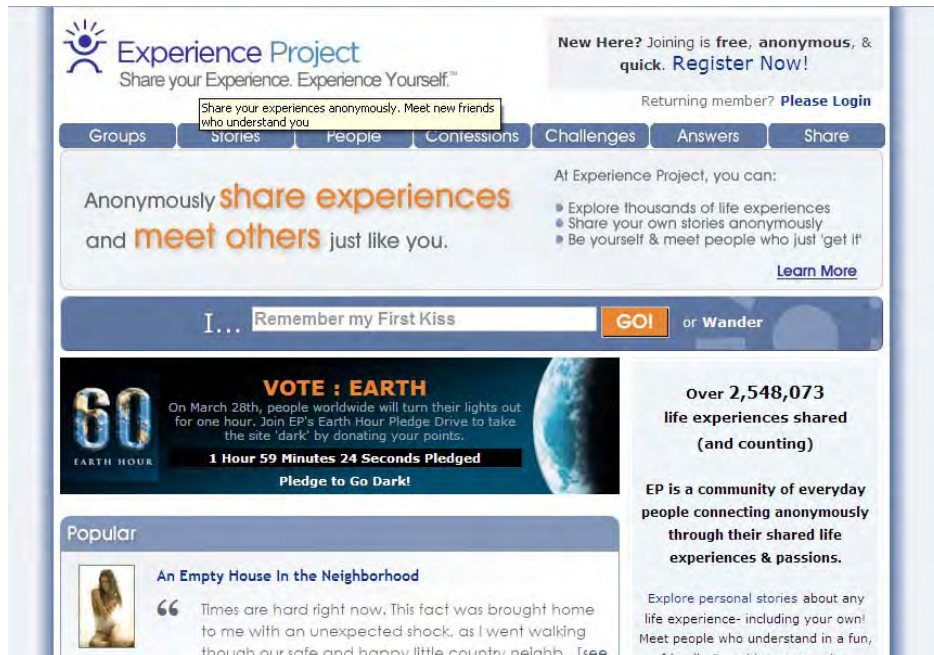 Experience Project
Share your Experience. Experience Yourself.™
New Here? Joining is free, anonymous, &
quick. Register Now!
Returning member? Please Login
Share your experiences anonymously. Meet new friends
who understand you
Groups Stories People Confessions Challenges Answers Share
Anonymously share experiences
and meet others just like you.
At Experience Project, you can:
Explore thousands of life experiences
Share your own stories anonymously
Be yourself & meet people who just 'get it'
Learn More
I... Remember my First Kiss GO! or Wander
60
EARTH HOUR
VOTE : EARTH
On March 28th, people worldwide will turn their lights out
for one hour. Join EP's Earth Hour Pledge Drive to take
the site 'dark' by donating your points.
1 Hour 59 Minutes 24 Seconds Pledged
Pledge to Go Dark!
Over 2,548,073
life experiences shared
(and counting)
EP is a community of everyday
people connecting anonymously
through their shared life
experiences & passions.
Explore personal stories about any
life experience- including your own!
Meet people who understand in a fun,
Popular
An Empty House In the Neighborhood
“ Times are hard right now. This fact was brought home
to me with an unexpected shock, as I went walking
though our safe and happy little country neighb... [see